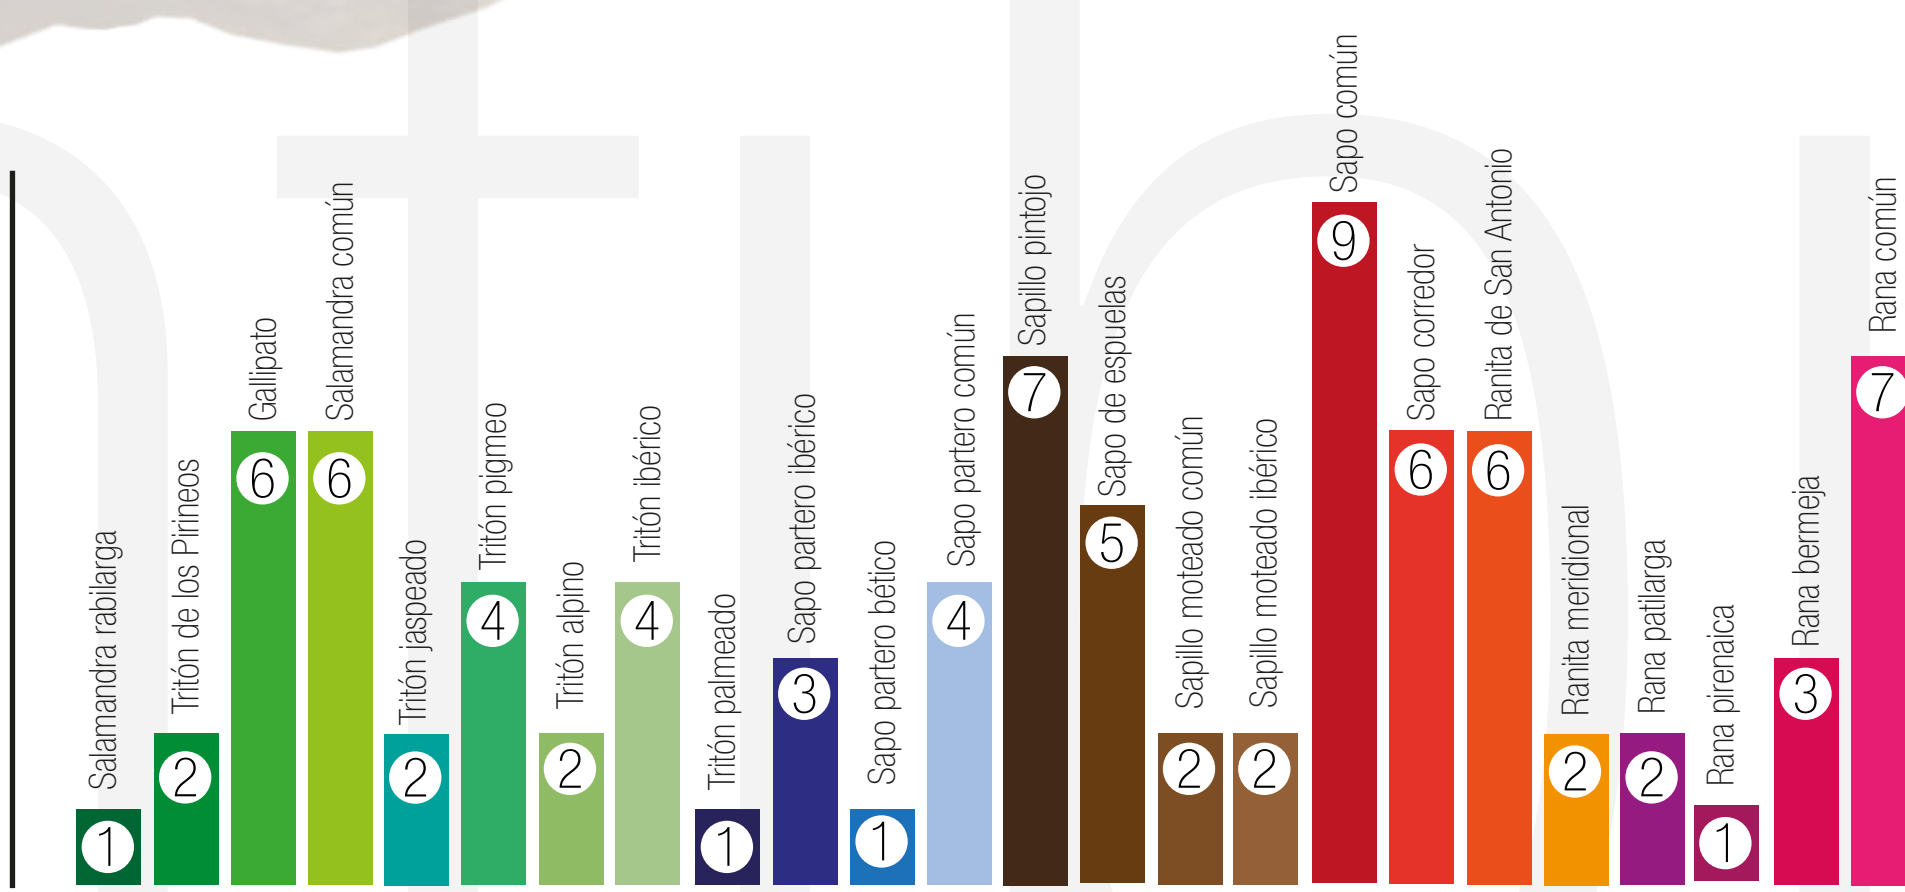 Salamandra rabilarga
1
Tritón de los Pirineos
2
Gallipato
6
Salamandra común
6
Tritón jaspeado
2
Tritón pigmeo
4
Tritón alpino
2
Tritón ibérico
4
Tritón palmeado
1
Sapo partero ibérico
3
Sapo partero bético
1
Sapo partero común
4
Sapillo pintojo
7
Sapo de espuelas
5
Sapillo moteado común
2
Sapillo moteado ibérico
2
Sapo común
9
Sapo corredor
6
Ranita de San Antonio
6
Ranita meridional
2
Rana patilarga
2
Rana pirenaica
1
Rana bermeja
3
Rana común
7